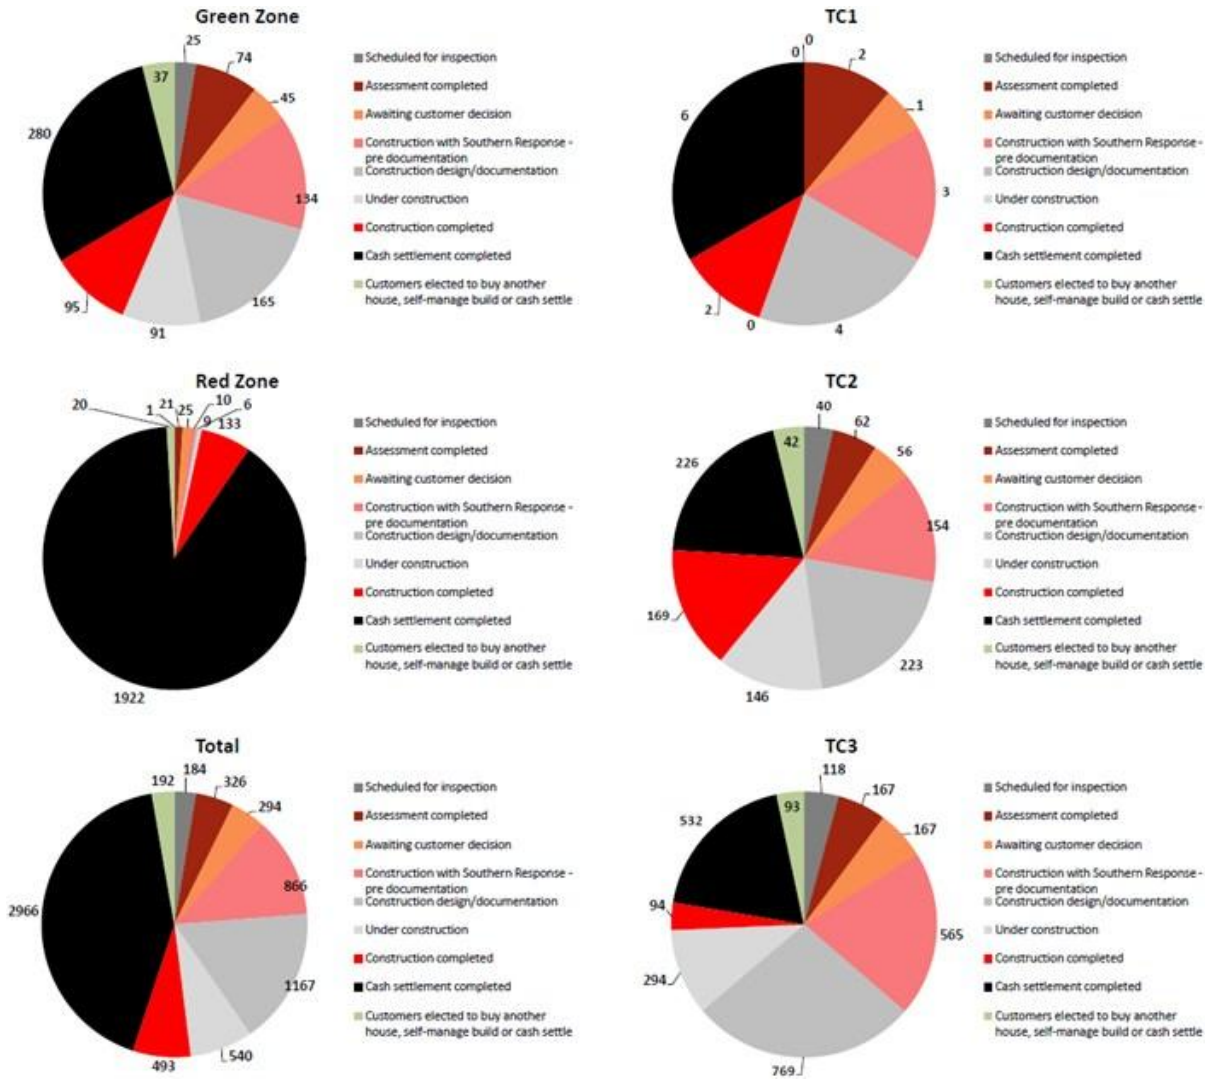 Green Zone
25
74
37
45
280
134
95
165
91
Scheduled for inspection
Assessment completed
Awaiting customer decision
Construction with Southern Response -
pre documentation
Construction design/documentation
Under construction
Construction completed
Cash settlement completed
Customers elected to buy another
house, self-manage build or cash settle
TC1
0
0
2
1
6
3
2
0
4
Scheduled for inspection
Assessment completed
Awaiting customer decision
Construction with Southern Response -
pre documentation
Construction design/documentation
Under construction
Construction completed
Cash settlement completed
Customers elected to buy another
house, self-manage build or cash settle
Red Zone
20
1
21
25
10
9
6
133
1922
Scheduled for inspection
Assessment completed
Awaiting customer decision
Construction with Southern Response -
pre documentation
Construction design/documentation
Under construction
Construction completed
Cash settlement completed
Customers elected to buy another
house, self-manage build or cash settle
TC2
40
62
42
56
226
154
169
223
146
Scheduled for inspection
Assessment completed
Awaiting customer decision
Construction with Southern Response -
pre documentation
Construction design/documentation
Under construction
Construction completed
Cash settlement completed
Customers elected to buy another
house, self-manage build or cash settle
Total
192
184
326
294
866
2966
1167
540
493
Scheduled for inspection
Assessment completed
Awaiting customer decision
Construction with Southern Response -
pre documentation
Construction design/documentation
Under construction
Construction completed
Cash settlement completed
Customers elected to buy another
house, self-manage build or cash settle
TC3
118
167
93
167
532
94
565
294
769
Scheduled for inspection
Assessment completed
Awaiting customer decision
Construction with Southern Response -
pre documentation
Construction design/documentation
Under construction
Construction completed
Cash settlement completed
Customers elected to buy another
house, self-manage build or cash settle